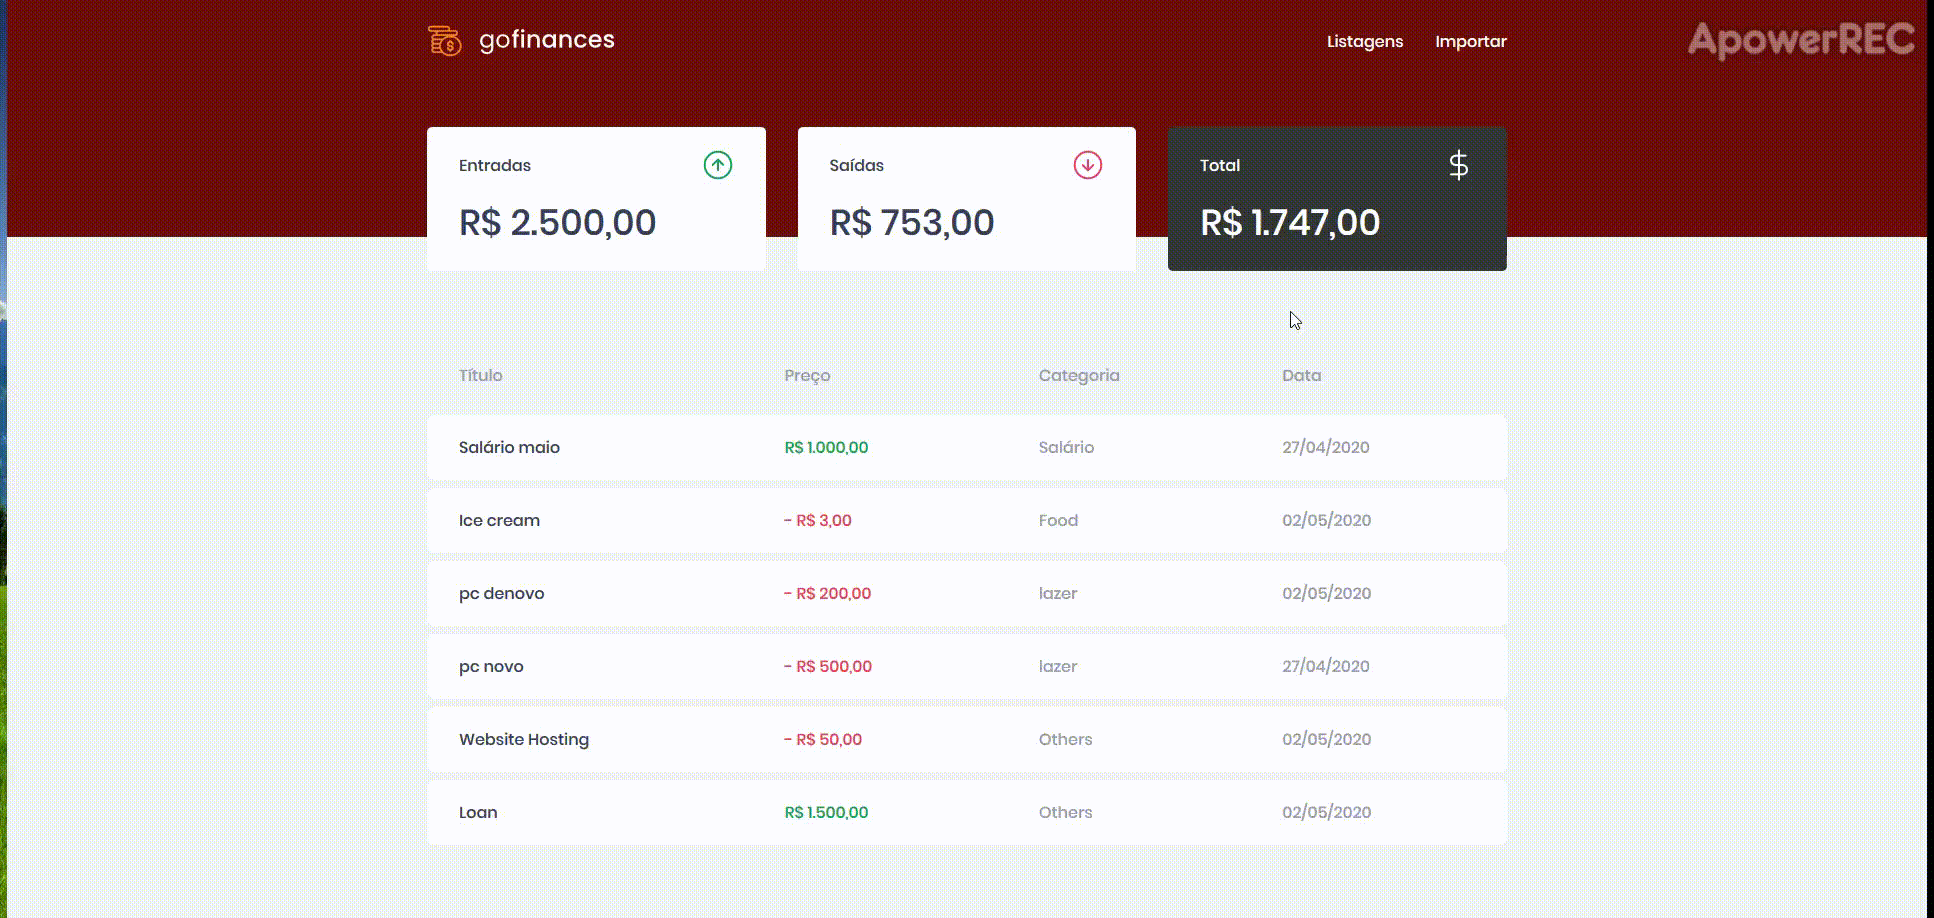 gofinances
Listagens Importar
ApowerREC
Entradas
R$ 2.500,00
Saídas
R$ 753,00
Total
$
R$ 1.747,00
Título Preço Categoria Data
Salário maio R$ 1.000,00 Salário 27/04/2020
Ice cream - R$ 3,00 Food 02/05/2020
pc denovo - R$ 200,00 lazer 02/05/2020
pc novo - R$ 500,00 lazer 27/04/2020
Website Hosting - R$ 50,00 Others 02/05/2020
Loan R$ 1.500,00 Others 02/05/2020